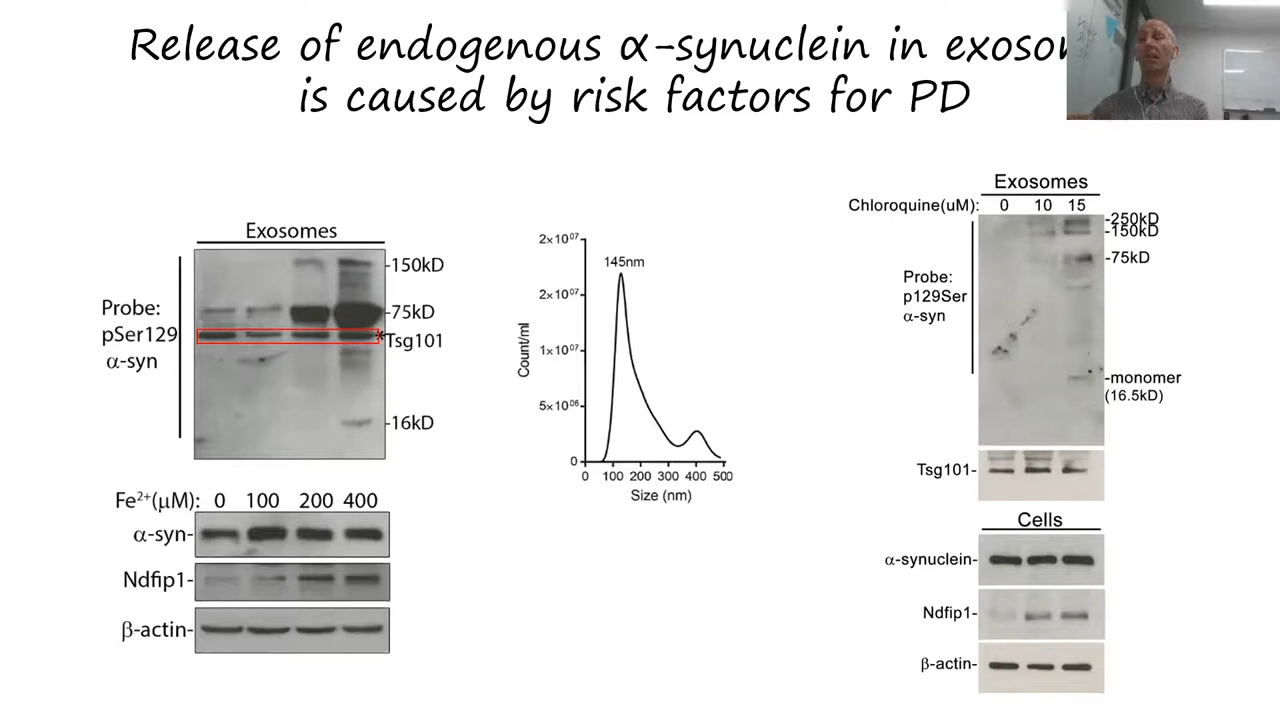 Release of endogenous α-synuclein in exosom
is caused by risk factors for PD
Exosomes
Probe:
pSer129
α-syn
-150kD
-75kD
*
Tsg101
-16kD
Fe²⁺(μM): 0 100 200 400
α-syn-
Ndfip1-
β-actin-
145nm
Count/ml
2×10⁰⁷
2×10⁰⁷
1×10⁰⁷
5×10⁰⁶
0
0 100 200 300 400 500
Size (nm)
Exosomes
Chloroquine(uM): 0 10 15
Probe:
p129Ser
α-syn
-250kD
-150kD
-75kD
-monomer
(16.5kD)
Tsg101-
Cells
α-synuclein-
Ndfip1-
β-actin-